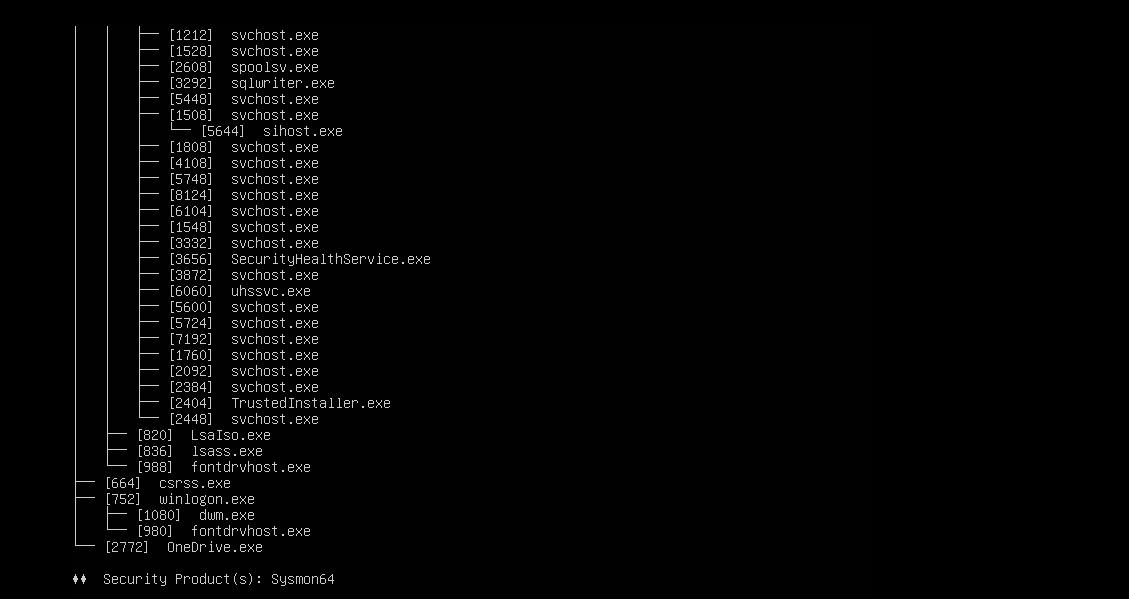 ├── [1212]  svchost.exe
├── [1528]  svchost.exe
├── [2608]  spoolsv.exe
├── [3292]  sqlwriter.exe
├── [5448]  svchost.exe
├── [1508]  svchost.exe
└── [5644]  sihost.exe
├── [1808]  svchost.exe
├── [4108]  svchost.exe
├── [5748]  svchost.exe
├── [8124]  svchost.exe
├── [6104]  svchost.exe
├── [1548]  svchost.exe
├── [3332]  svchost.exe
├── [3656]  SecurityHealthService.exe
├── [3872]  svchost.exe
├── [6060]  uhssvc.exe
├── [5600]  svchost.exe
├── [5724]  svchost.exe
├── [7192]  svchost.exe
├── [1760]  svchost.exe
├── [2092]  svchost.exe
├── [2384]  svchost.exe
├── [2404]  TrustedInstaller.exe
└── [2448]  svchost.exe
├── [820]  LsaIso.exe
├── [836]  lsass.exe
└── [988]  fontdrvhost.exe
├── [664]  csrss.exe
├── [752]  winlogon.exe
├── [1080]  dwm.exe
└── [980]  fontdrvhost.exe
└── [2772]  OneDrive.exe
♦♦  Security Product(s): Sysmon64